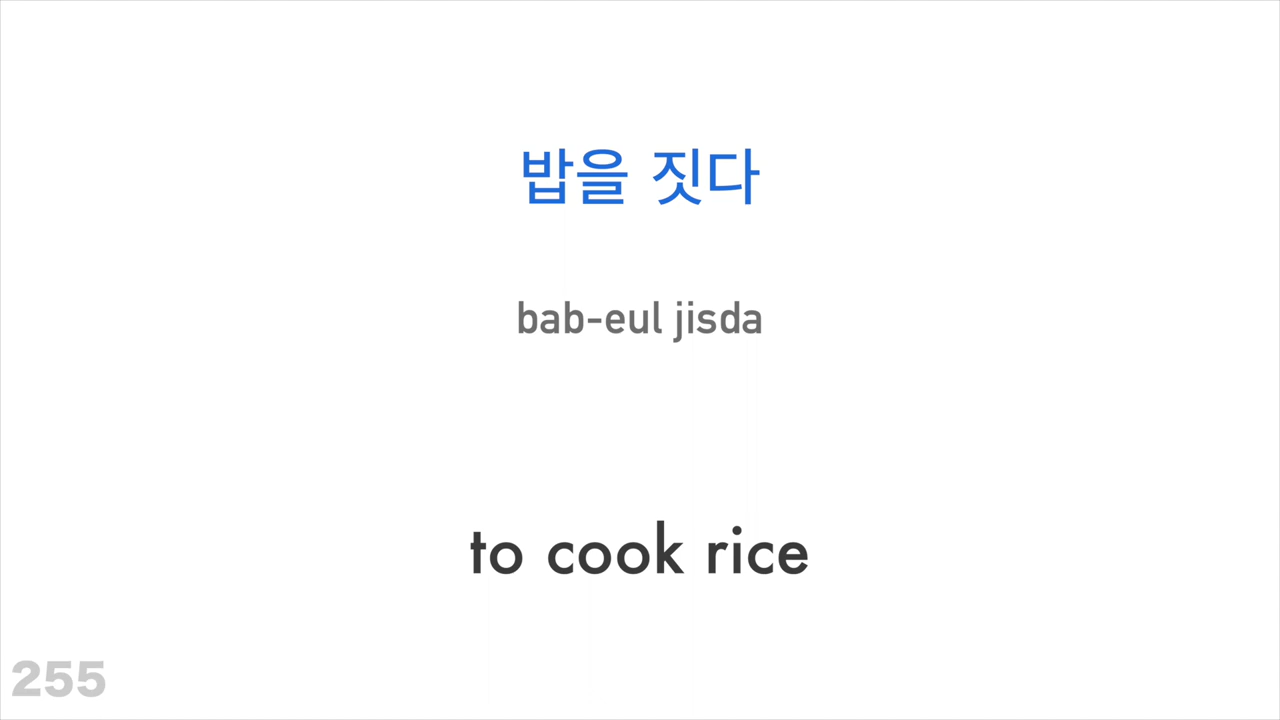 밥을 짓다
bab-eul jisda
to cook rice
255